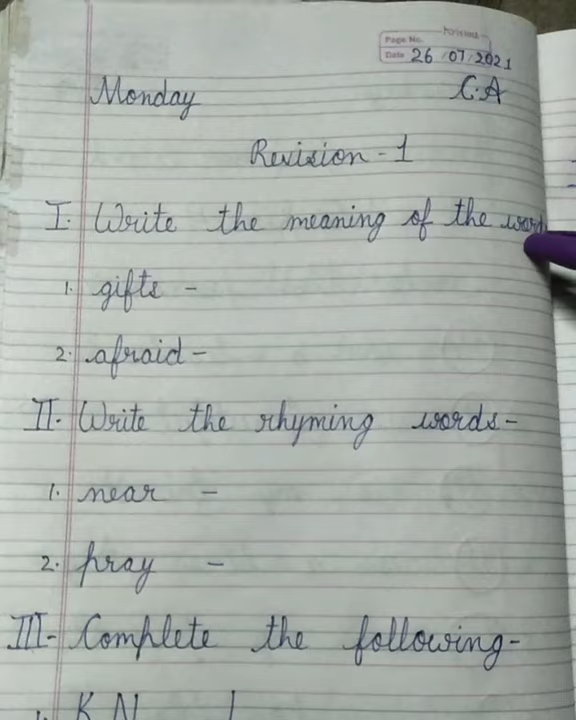 Page No.
Date 26/07/2021
Monday C.A
Revision - 1
I. Write the meaning of the word
1. gifts -
2. afraid -
II. Write the rhyming words -
1. near -
2. pray -
III- Complete the following -